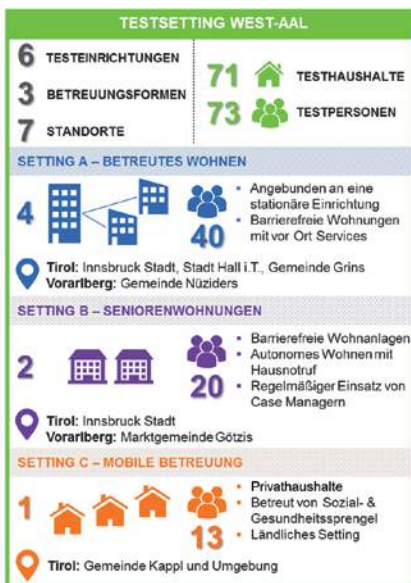 TESTSETTING WEST-AAL
6 TESTEINRICHTUNGEN
3 BETREUUNGSFORMEN
7 STANDORTE
71 TESTHAUSHALTE
73 TESTPERSONEN
SETTING A – BETREUTES WOHNEN
4
40
• Angebunden an eine
stationäre Einrichtung
• Barrierefreie Wohnungen
mit vor Ort Services
Tirol: Innsbruck Stadt, Stadt Hall i.T., Gemeinde Grins
Vorarlberg: Gemeinde Nüziders
SETTING B – SENIORENWOHNUNGEN
2
20
• Barrierefreie Wohnanlagen
• Autonomes Wohnen mit
Hausnotruf
• Regelmäßiger Einsatz von
Case Managern
Tirol: Innsbruck Stadt
Vorarlberg: Marktgemeinde Götzis
SETTING C – MOBILE BETREUUNG
1
13
• Privathaushalte
• Betreut von Sozial- &
Gesundheitssprengel
• Ländliches Setting
Tirol: Gemeinde Kappl und Umgebung